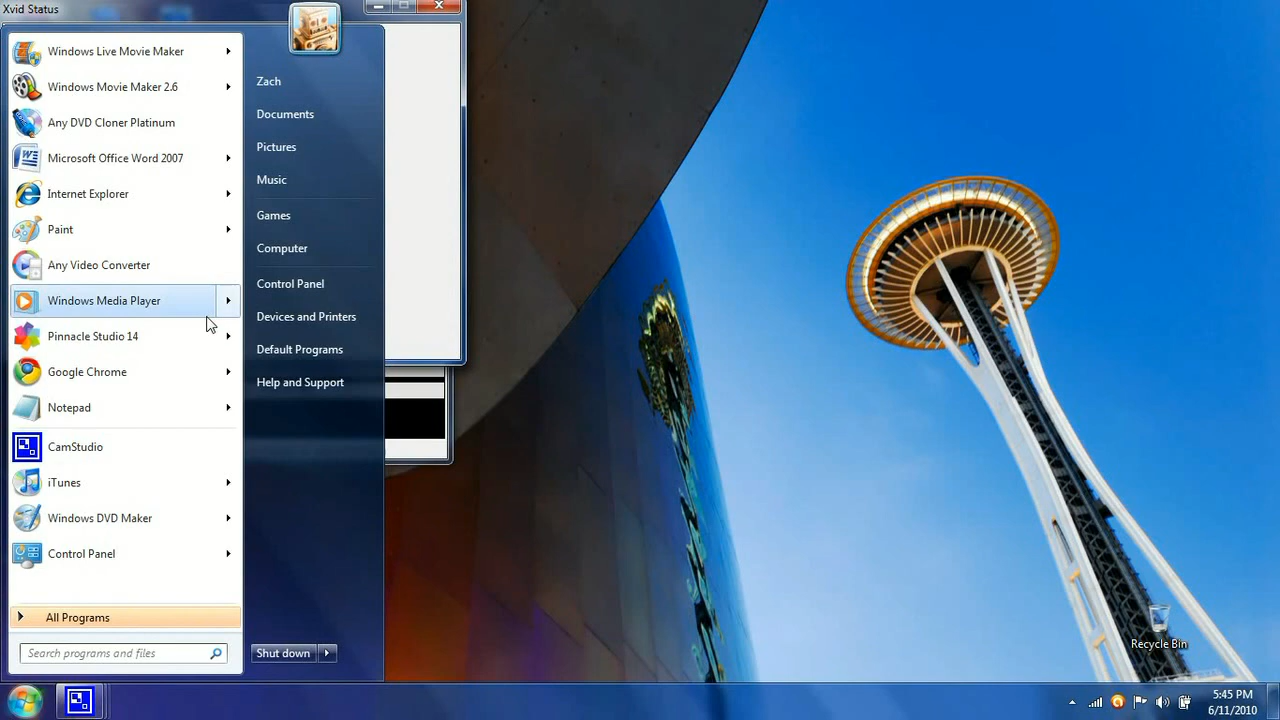 Xvid Status
Windows Live Movie Maker
Windows Movie Maker 2.6
Any DVD Cloner Platinum
Microsoft Office Word 2007
Internet Explorer
Paint
Any Video Converter
Windows Media Player
Pinnacle Studio 14
Google Chrome
Notepad
CamStudio
iTunes
Windows DVD Maker
Control Panel
All Programs
Search programs and files
Zach
Documents
Pictures
Music
Games
Computer
Control Panel
Devices and Printers
Default Programs
Help and Support
Shut down
Recycle Bin
5:45 PM
6/11/2010